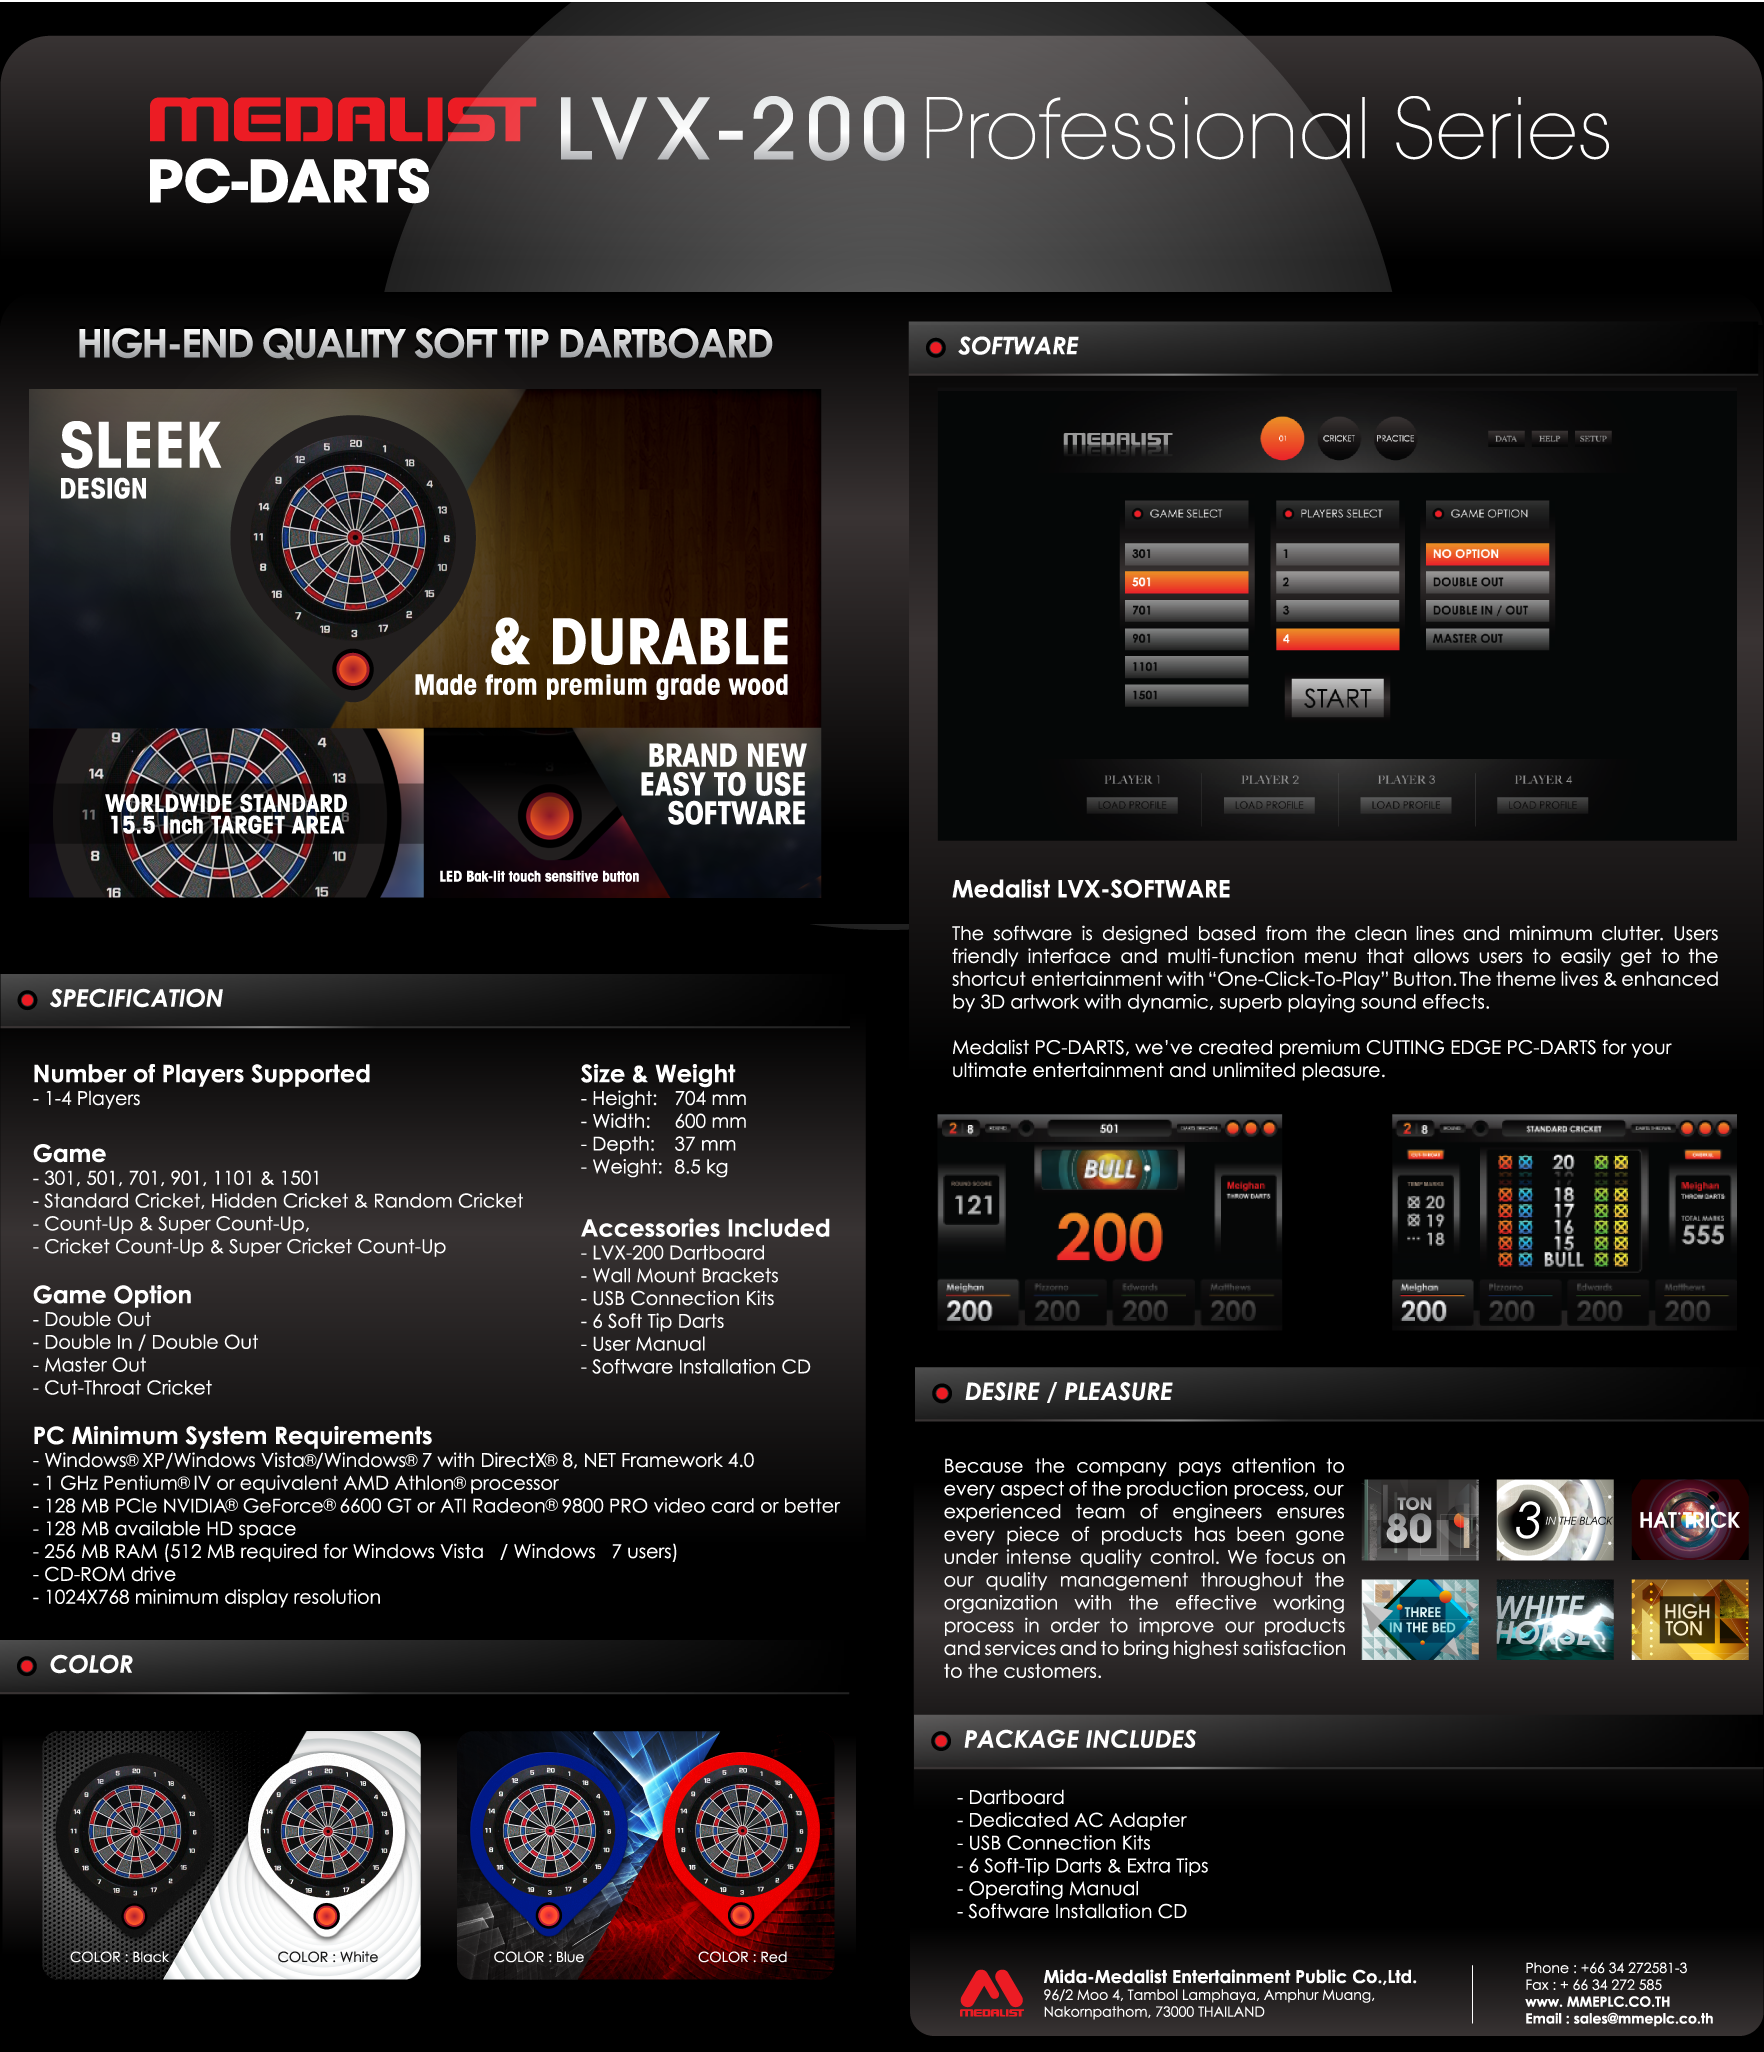 MEDALIST
PC-DARTS
LVX-200 Professional Series
HIGH-END QUALITY SOFT TIP DARTBOARD
SLEEK
DESIGN
& DURABLE
Made from premium grade wood
WORLDWIDE STANDARD
15.5 Inch TARGET AREA
BRAND NEW
EASY TO USE
SOFTWARE
LED Bak-lit touch sensitive button
SPECIFICATION
Number of Players Supported
- 1-4 Players
Game
- 301, 501, 701, 901, 1101 & 1501
- Standard Cricket, Hidden Cricket & Random Cricket
- Count-Up & Super Count-Up,
- Cricket Count-Up & Super Cricket Count-Up
Game Option
- Double Out
- Double In / Double Out
- Master Out
- Cut-Throat Cricket
Size & Weight
- Height: 704 mm
- Width: 600 mm
- Depth: 37 mm
- Weight: 8.5 kg
Accessories Included
- LVX-200 Dartboard
- Wall Mount Brackets
- USB Connection Kits
- 6 Soft Tip Darts
- User Manual
- Software Installation CD
PC Minimum System Requirements
- Windows® XP/Windows Vista®/Windows® 7 with DirectX® 8, NET Framework 4.0
- 1 GHz Pentium® IV or equivalent AMD Athlon® processor
- 128 MB PCIe NVIDIA® GeForce® 6600 GT or ATI Radeon® 9800 PRO video card or better
- 128 MB available HD space
- 256 MB RAM (512 MB required for Windows Vista / Windows 7 users)
- CD-ROM drive
- 1024X768 minimum display resolution
COLOR
COLOR : Black
COLOR : White
COLOR : Blue
COLOR : Red
SOFTWARE
MEDALIST
01
CRICKET
PRACTICE
DATA
HELP
SETUP
GAME SELECT
301
501
701
901
1101
1501
PLAYERS SELECT
1
2
3
4
GAME OPTION
NO OPTION
DOUBLE OUT
DOUBLE IN / OUT
MASTER OUT
START
PLAYER 1
PLAYER 2
PLAYER 3
PLAYER 4
LOAD PROFILE
LOAD PROFILE
LOAD PROFILE
LOAD PROFILE
Medalist LVX-SOFTWARE
The software is designed based from the clean lines and minimum clutter. Users
friendly interface and multi-function menu that allows users to easily get to the
shortcut entertainment with “One-Click-To-Play” Button. The theme lives & enhanced
by 3D artwork with dynamic, superb playing sound effects.
Medalist PC-DARTS, we’ve created premium CUTTING EDGE PC-DARTS for your
ultimate entertainment and unlimited pleasure.
2 8
501
BULL
ROUND SCORE
121
200
Meighan
THROW DARTS
Meighan
200
Pizzorno
200
Edwards
200
Matthews
200
2 8
STANDARD CRICKET
TEMP MARKS
20
19
18
20
18
17
16
15
BULL
Meighan
THROW DARTS
TOTAL MARKS
555
Meighan
200
Pizzorno
200
Edwards
200
Matthews
200
DESIRE / PLEASURE
Because the company pays attention to
every aspect of the production process, our
experienced team of engineers ensures
every piece of products has been gone
under intense quality control. We focus on
our quality management throughout the
organization with the effective working
process in order to improve our products
and services and to bring highest satisfaction
to the customers.
TON
80
3 IN THE BLACK
HAT TRICK
THREE
IN THE BED
WHITE
HORSE
HIGH
TON
PACKAGE INCLUDES
- Dartboard
- Dedicated AC Adapter
- USB Connection Kits
- 6 Soft-Tip Darts & Extra Tips
- Operating Manual
- Software Installation CD
MEDALIST
Mida-Medalist Entertainment Public Co.,Ltd.
96/2 Moo 4, Tambol Lamphaya, Amphur Muang,
Nakornpathom, 73000 THAILAND
Phone : +66 34 272581-3
Fax : + 66 34 272 585
www. MMEPLC.CO.TH
Email : sales@mmeplc.co.th